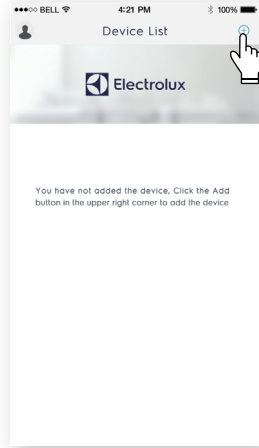 BELL 4:21 PM 100%
Device List
Electrolux
You have not added the device, Click the Add
button in the upper right corner to add the device